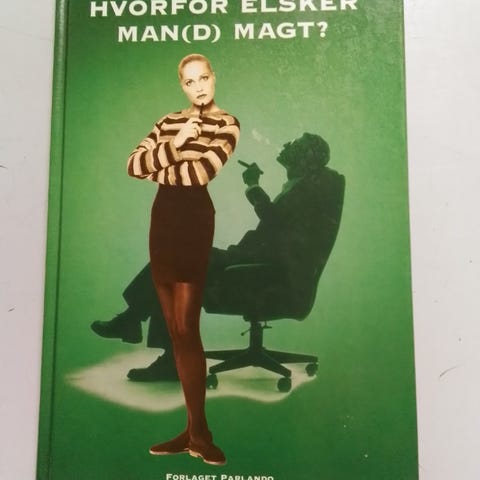 HVORFOR ELSKER
MAN(D) MAGT?
FORLAGET PARLANDO